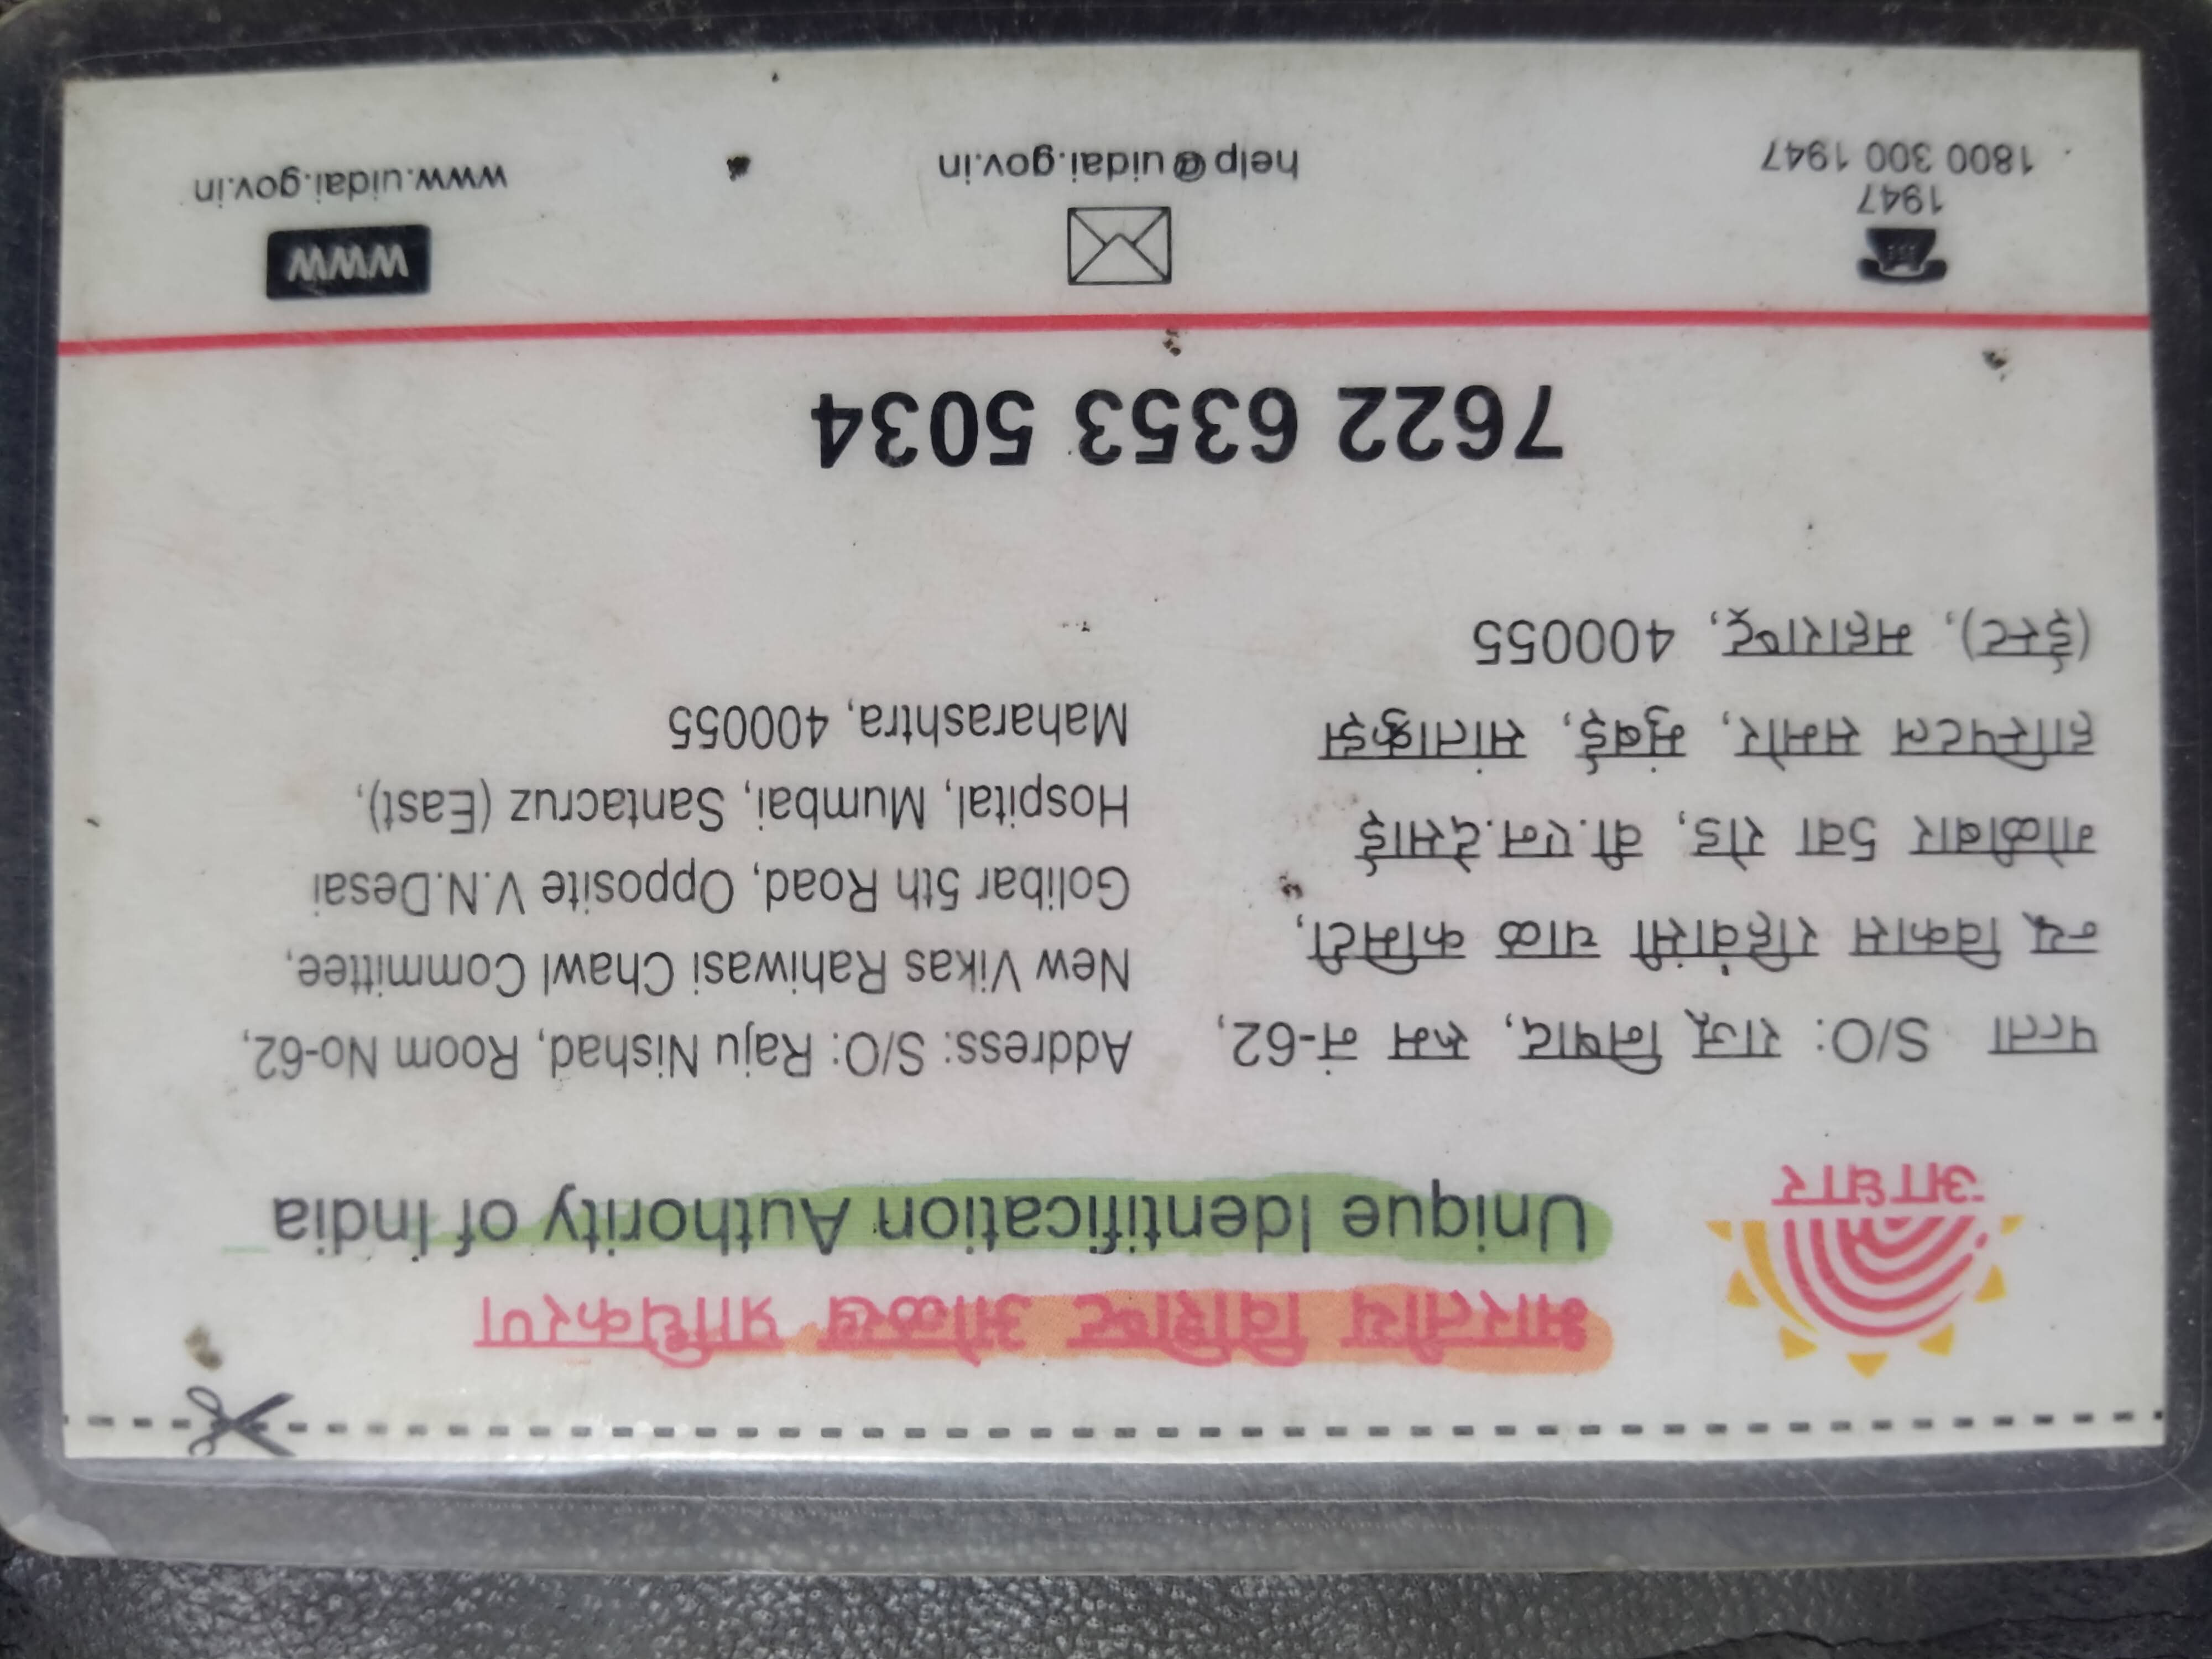 आधार
भारतीय विशिष्ट ओळख प्राधिकरण
Unique Identification Authority of India
पत्ता S/O: राजू निषाद, रूम नं-62,
न्यू विकास रहिवांसी चाळ कमिटी,
गोळीबार 5वा रोड, वी.एन.देसाई
हास्पिटल समोर, मुंबई, सांताक्रुझ
(ईस्ट), महाराष्ट्र, 400055
Address: S/O: Raju Nishad, Room No-62,
New Vikas Rahiwasi Chawl Committee,
Golibar 5th Road, Opposite V.N.Desai
Hospital, Mumbai, Santacruz (East),
Maharashtra, 400055
7622 6353 5034
1947
1800 300 1947
help@uidai.gov.in
WWW
www.uidai.gov.in